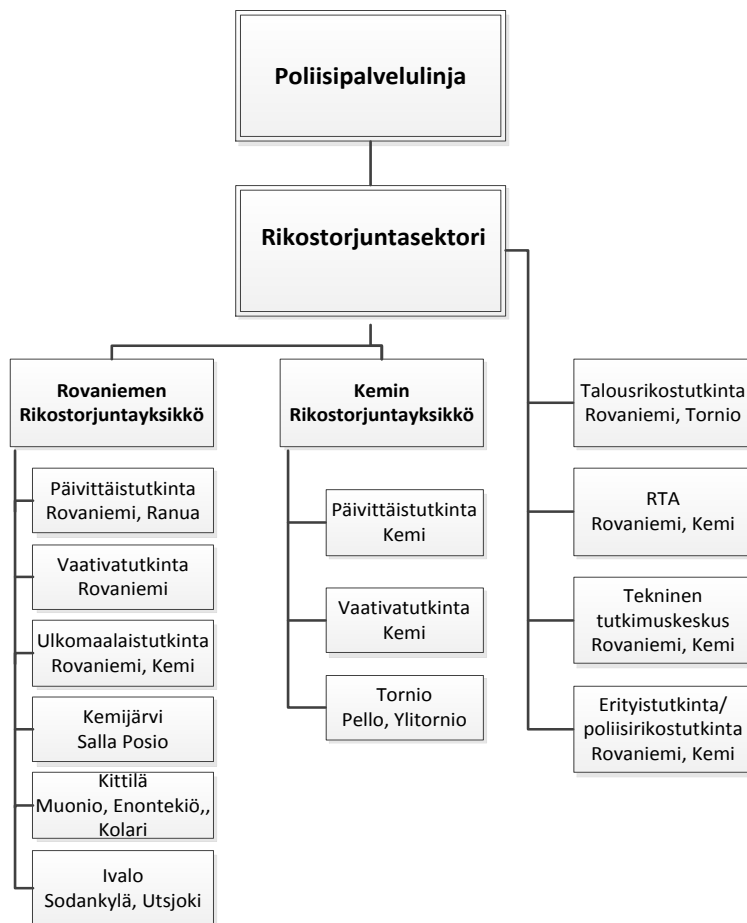 Poliisipalvelulinja
Rikostorjuntasektori
Rovaniemen
Rikostorjuntayksikkö
Päivittäistutkinta
Rovaniemi, Ranua
Vaativatutkinta
Rovaniemi
Ulkomaalaistutkinta
Rovaniemi, Kemi
Kemijärvi
Salla Posio
Kittilä
Muonio, Enontekiö,,
Kolari
Ivalo
Sodankylä, Utsjoki
Kemin
Rikostorjuntayksikkö
Päivittäistutkinta
Kemi
Vaativatutkinta
Kemi
Tornio
Pello, Ylitornio
Talousrikostutkinta
Rovaniemi, Tornio
RTA
Rovaniemi, Kemi
Tekninen
tutkimuskeskus
Rovaniemi, Kemi
Erityistutkinta/
poliisirikostutkinta
Rovaniemi, Kemi